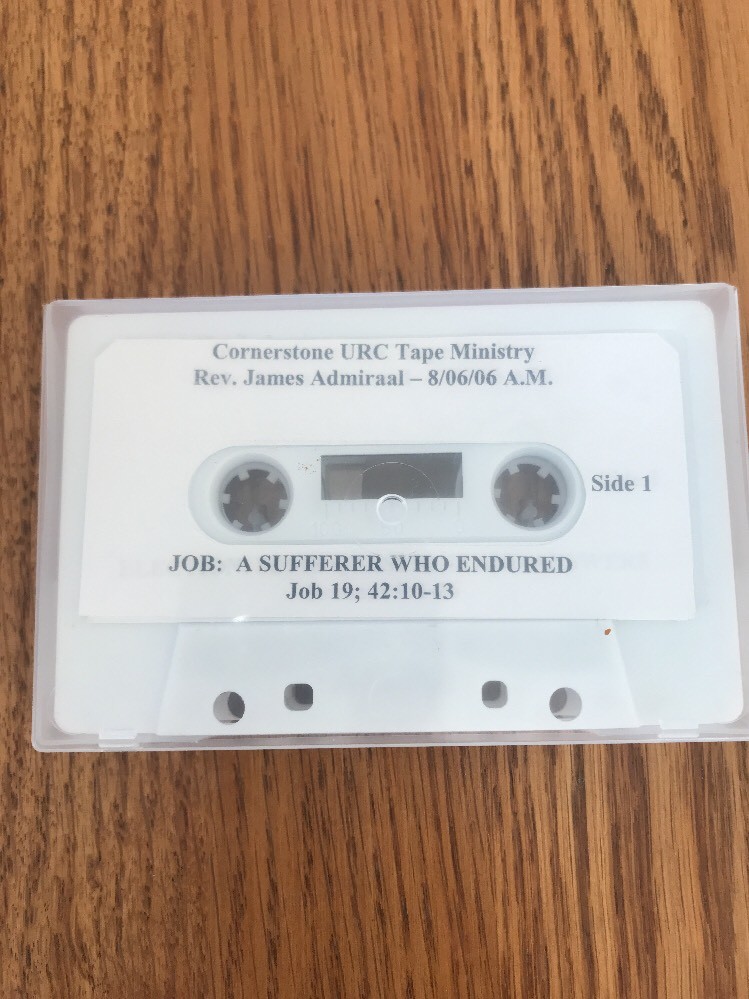 Cornerstone URC Tape Ministry
Rev. James Admiraal – 8/06/06 A.M.
Side 1
JOB: A SUFFERER WHO ENDURED
Job 19; 42:10-13